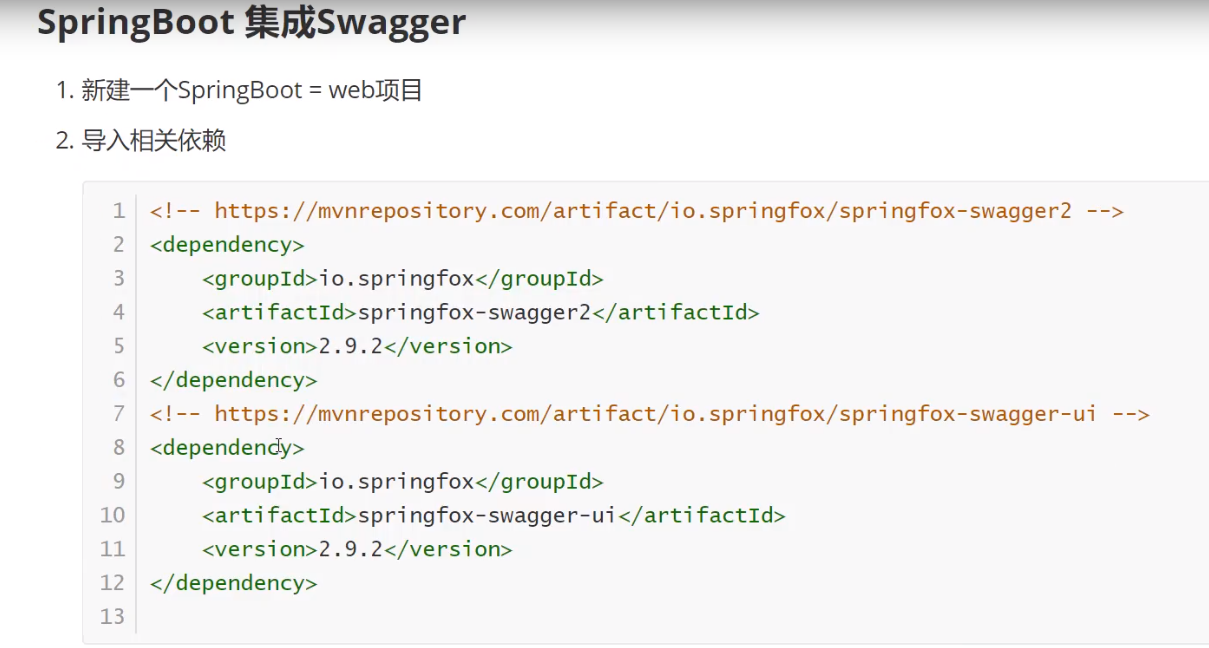 SpringBoot 集成Swagger
1. 新建一个SpringBoot = web项目
2. 导入相关依赖
1 <!-- https://mvnrepository.com/artifact/io.springfox/springfox-swagger2 -->
2 <dependency>
3     <groupId>io.springfox</groupId>
4     <artifactId>springfox-swagger2</artifactId>
5     <version>2.9.2</version>
6 </dependency>
7 <!-- https://mvnrepository.com/artifact/io.springfox/springfox-swagger-ui -->
8 <dependency>
9     <groupId>io.springfox</groupId>
10     <artifactId>springfox-swagger-ui</artifactId>
11     <version>2.9.2</version>
12 </dependency>
13